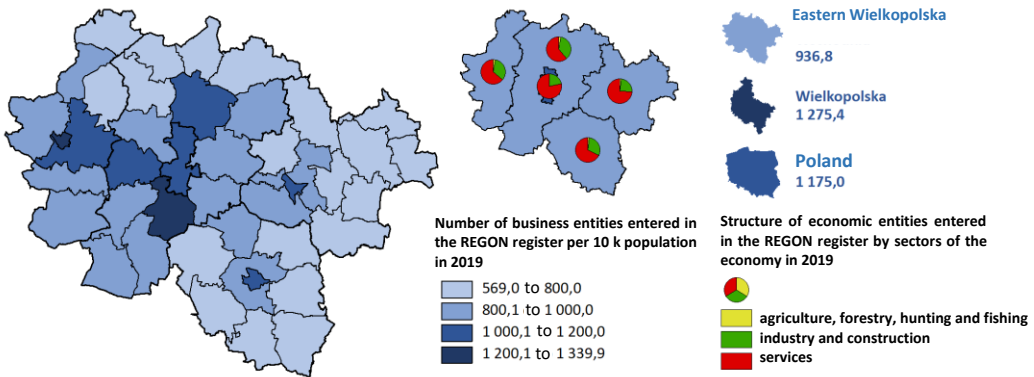 Eastern Wielkopolska
936,8
Wielkopolska
1 275,4
Poland
1 175,0
Number of business entities entered in
the REGON register per 10 k population
in 2019
569,0 to 800,0
800,1 to 1 000,0
1 000,1 to 1 200,0
1 200,1 to 1 339,9
Structure of economic entities entered
in the REGON register by sectors of the
economy in 2019
agriculture, forestry, hunting and fishing
industry and construction
services